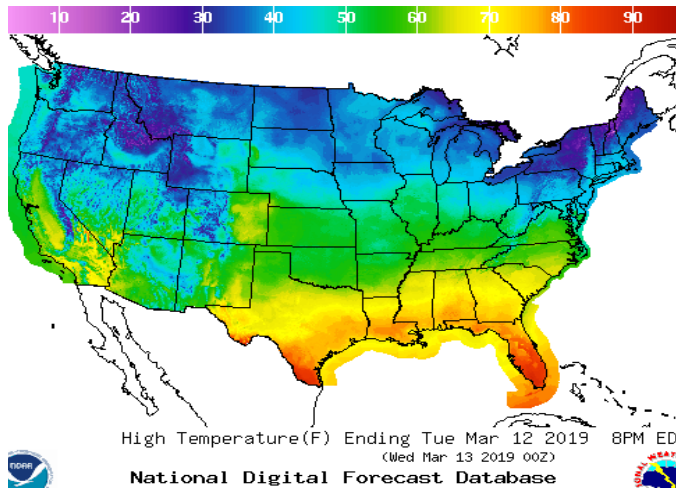 10 20 30 40 50 60 70 80 90
High Temperature(F) Ending Tue Mar 12 2019 8PM ED
(Wed Mar 13 2019 00Z)
National Digital Forecast Database
NOAA